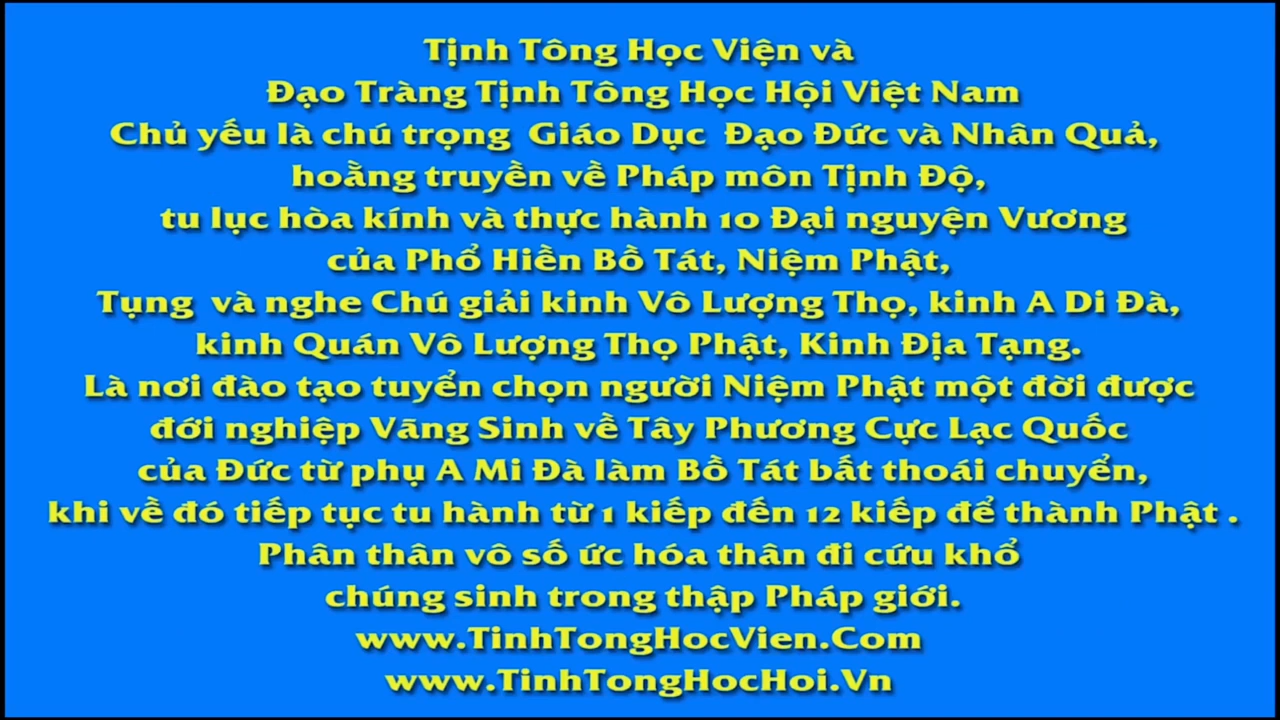 Tịnh Tông Học Viện và
Đạo Tràng Tịnh Tông Học Hội Việt Nam
Chủ yếu là chú trọng Giáo Dục Đạo Đức và Nhân Quả,
hoằng truyền về Pháp môn Tịnh Độ,
tu lục hòa kính và thực hành 10 Đại nguyện Vương
của Phổ Hiền Bồ Tát, Niệm Phật,
Tụng và nghe Chú giải kinh Vô Lượng Thọ, kinh A Di Đà,
kinh Quán Vô Lượng Thọ Phật, Kinh Địa Tạng.
Là nơi đào tạo tuyển chọn người Niệm Phật một đời được
đới nghiệp Vãng Sinh về Tây Phương Cực Lạc Quốc
của Đức từ phụ A Mi Đà làm Bồ Tát bất thoái chuyển,
khi về đó tiếp tục tu hành từ 1 kiếp đến 12 kiếp để thành Phật .
Phân thân vô số ức hóa thân đi cứu khổ
chúng sinh trong thập Pháp giới.
www.TinhTongHocVien.Com
www.TinhTongHocHoi.Vn